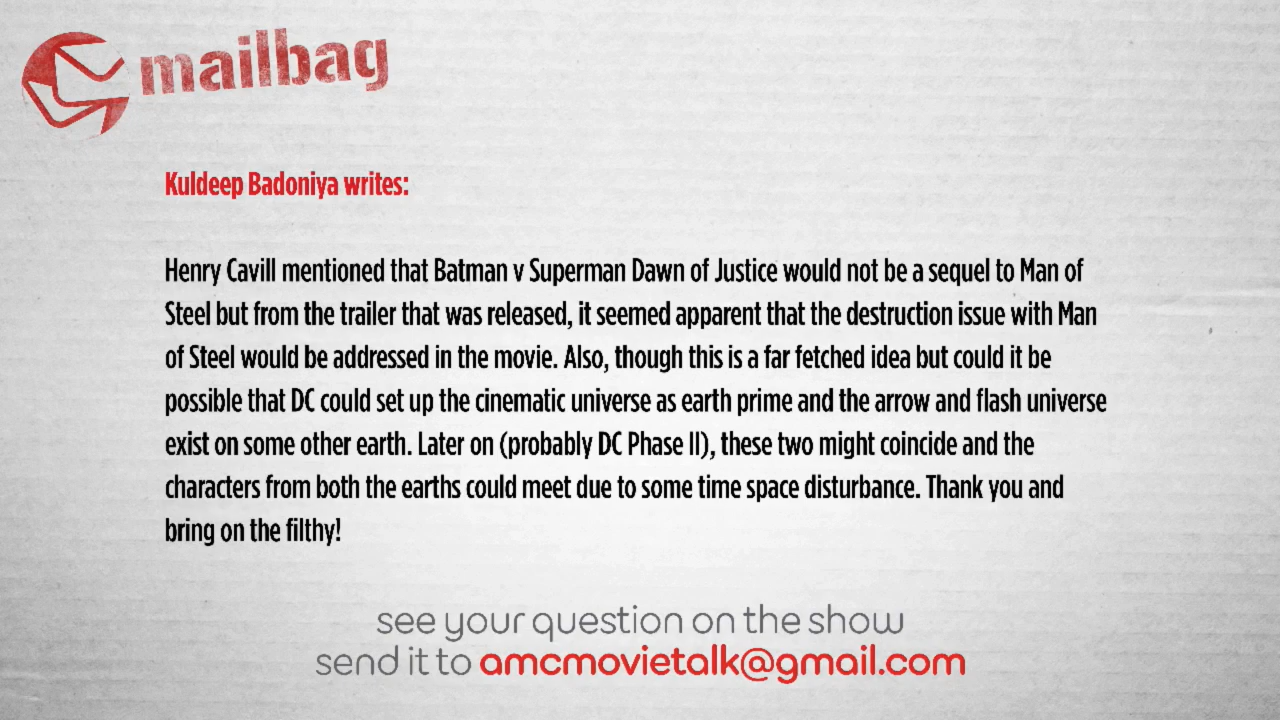 mailbag
Kuldeep Badoniya writes:
Henry Cavill mentioned that Batman v Superman Dawn of Justice would not be a sequel to Man of
Steel but from the trailer that was released, it seemed apparent that the destruction issue with Man
of Steel would be addressed in the movie. Also, though this is a far fetched idea but could it be
possible that DC could set up the cinematic universe as earth prime and the arrow and flash universe
exist on some other earth. Later on (probably DC Phase II), these two might coincide and the
characters from both the earths could meet due to some time space disturbance. Thank you and
bring on the filthy!
see your question on the show
send it to amcmovietalk@gmail.com